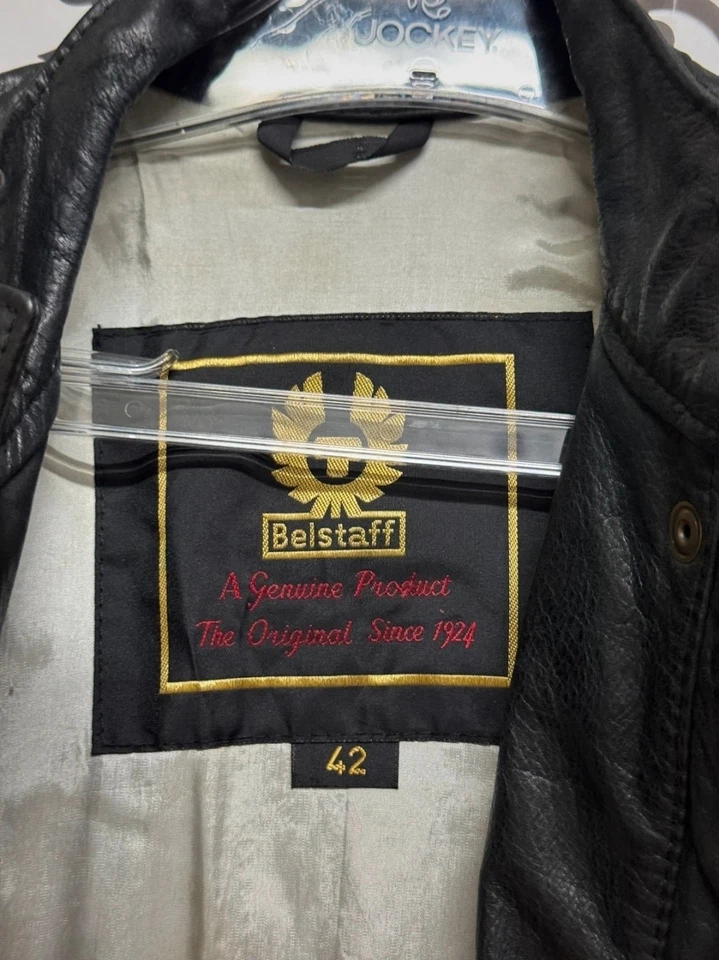 JOCKEY
Belstaff
A Genuine Product
The Original Since 1924
42